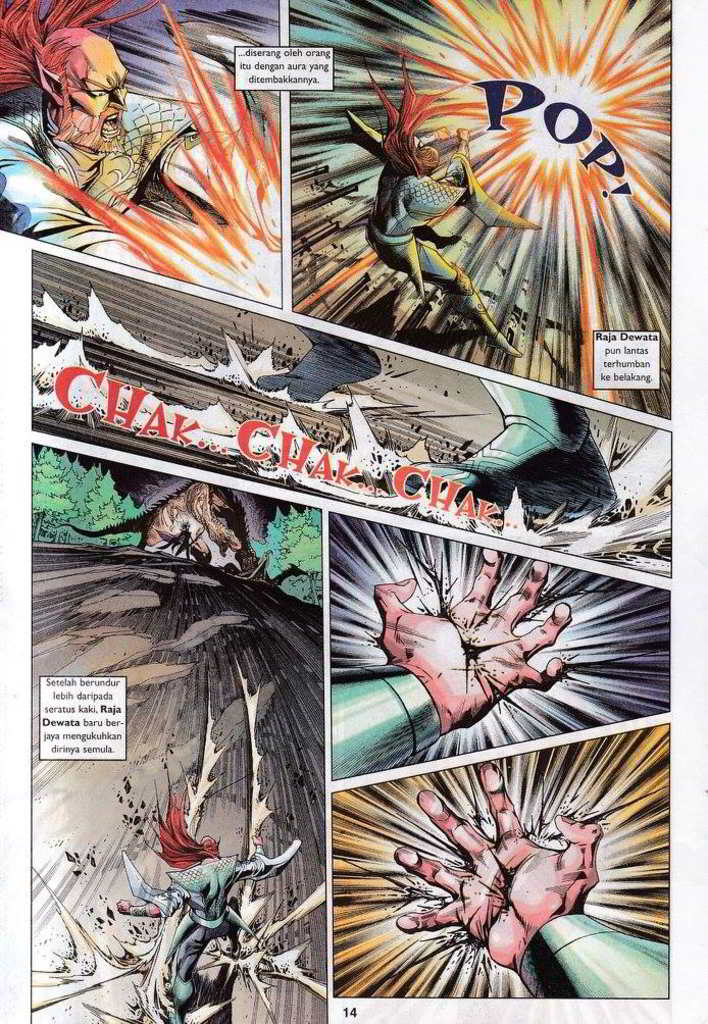 ...diserang oleh orang
itu dengan aura yang
ditembakkannya.
POP!
Raja Dewata
pun lantas
terhumban
ke belakang.
CHAK... CHAK... CHAK...
Setelah berundur
lebih daripada
seratus kaki, Raja
Dewata baru ber-
jaya mengukuhkan
dirinya semula.
14